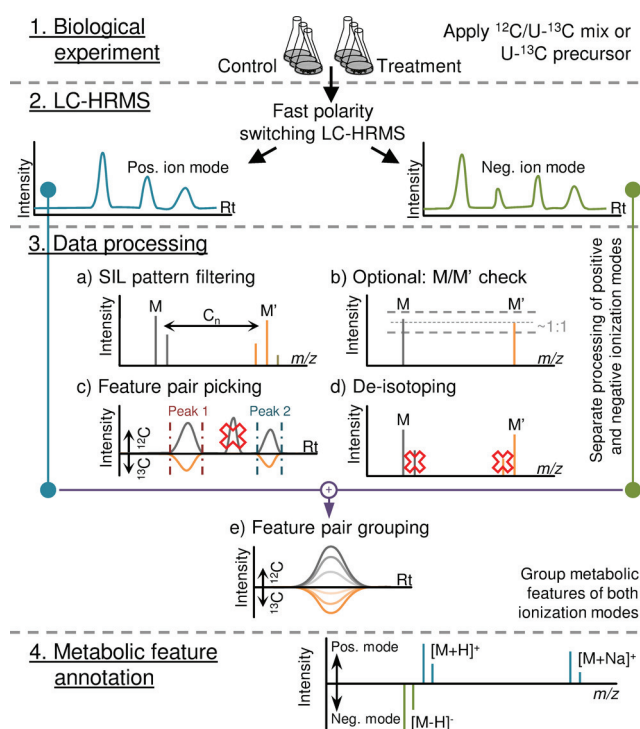 1. Biological
experiment
Control
Treatment
Apply ¹²C/U-¹³C mix or
U-¹³C precursor
2. LC-HRMS
Fast polarity
switching LC-HRMS
Intensity
Pos. ion mode
Rt
Intensity
Neg. ion mode
Rt
3. Data processing
a) SIL pattern filtering
Intensity
M
Cₙ
M'
m/z
b) Optional: M/M' check
Intensity
M
M'
~1:1
m/z
c) Feature pair picking
Intensity
¹³C ¹²C
Peak 1
Peak 2
Rt
d) De-isotoping
Intensity
M
M'
m/z
Separate processing of positive
and negative ionization modes
+
e) Feature pair grouping
Intensity
¹³C ¹²C
Rt
Group metabolic
features of both
ionization modes
4. Metabolic feature
annotation
Intensity
Pos. mode
[M+H]⁺
[M+Na]⁺
m/z
Neg. mode
[M-H]⁻